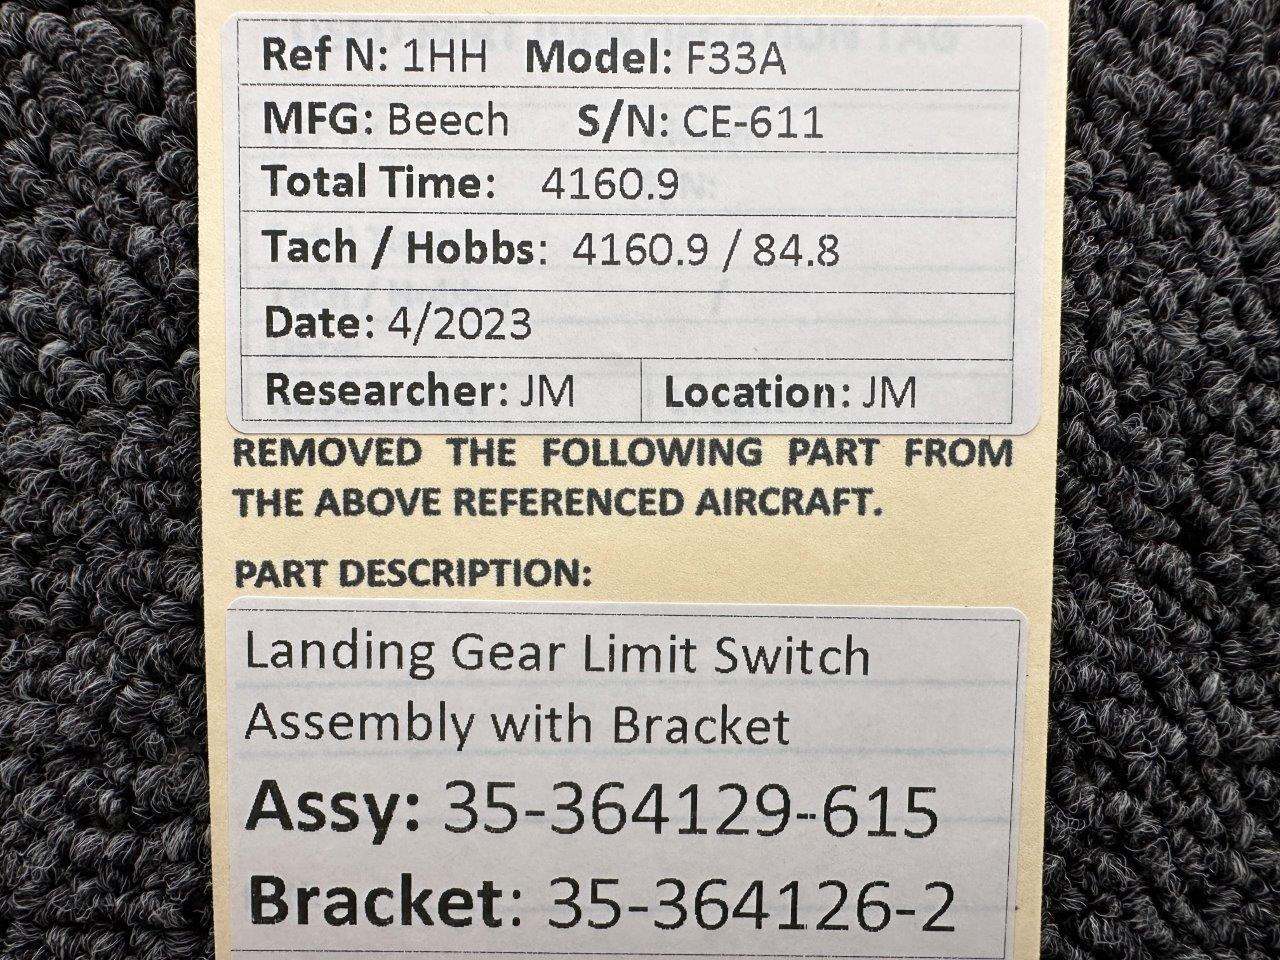 Ref N: 1HH Model: F33A
MFG: Beech S/N: CE-611
Total Time: 4160.9
Tach / Hobbs: 4160.9 / 84.8
Date: 4/2023
Researcher: JM Location: JM
REMOVED THE FOLLOWING PART FROM
THE ABOVE REFERENCED AIRCRAFT.
PART DESCRIPTION:
Landing Gear Limit Switch
Assembly with Bracket
Assy: 35-364129-615
Bracket: 35-364126-2